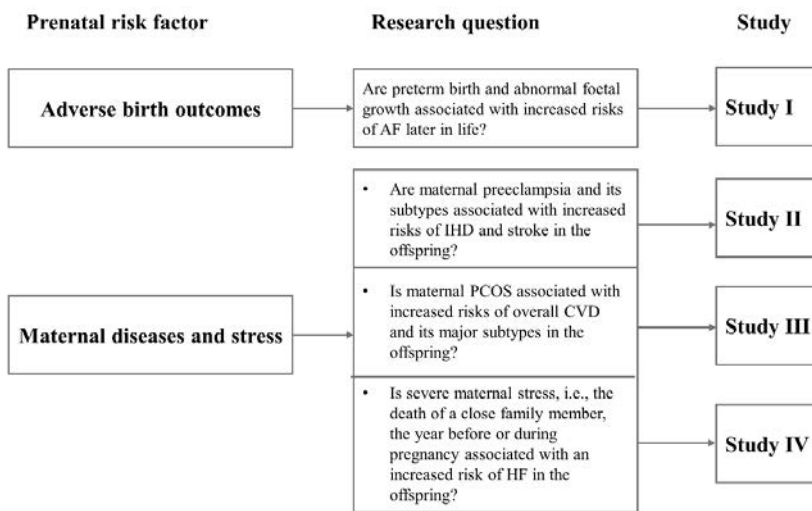 Prenatal risk factor
Research question
Study
Adverse birth outcomes
Are preterm birth and abnormal foetal
growth associated with increased risks
of AF later in life?
Study I
Maternal diseases and stress
• Are maternal preeclampsia and its
subtypes associated with increased
risks of IHD and stroke in the
offspring?
Study II
• Is maternal PCOS associated with
increased risks of overall CVD
and its major subtypes in the
offspring?
Study III
• Is severe maternal stress, i.e., the
death of a close family member,
the year before or during
pregnancy associated with an
increased risk of HF in the
offspring?
Study IV